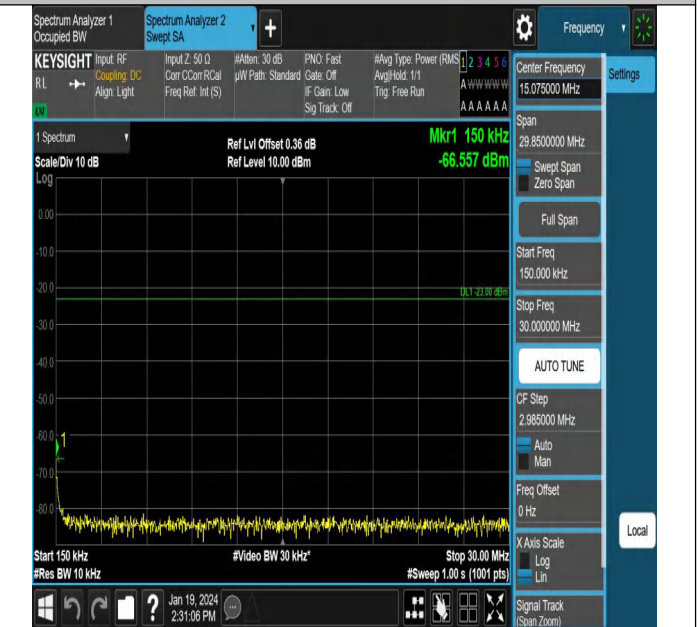 Spectrum Analyzer 1
Occupied BW
Spectrum Analyzer 2
Swept SA
Frequency
KEYSIGHT
RL
Input: RF
Coupling: DC
Align: Light
Input Z: 50 Ω
Corr CCorr RCal
Freq Ref: Int (S)
#Atten: 30 dB
µW Path: Standard
PNO: Fast
Gate: Off
IF Gain: Low
Sig Track: Off
#Avg Type: Power (RMS
Avg|Hold: 1/1
Trig: Free Run
1 2 3 4 5 6
A W W W W W
A A A A A A
1 Spectrum
Scale/Div 10 dB
Ref Lvl Offset 0.36 dB
Ref Level 10.00 dBm
Mkr1 150 kHz
-66.557 dBm
Log
0.00
-10.0
-20.0
-30.0
-40.0
-50.0
-60.0
-70.0
-80.0
DL1 -23.00 dBm
1
Start 150 kHz
#Res BW 10 kHz
#Video BW 30 kHz*
Stop 30.00 MHz
#Sweep 1.00 s (1001 pts)
Jan 19, 2024
2:31:06 PM
Center Frequency
15.075000 MHz
Settings
Span
29.8500000 MHz
Swept Span
Zero Span
Full Span
Start Freq
150.000 kHz
Stop Freq
30.000000 MHz
AUTO TUNE
CF Step
2.985000 MHz
Auto
Man
Freq Offset
0 Hz
X Axis Scale
Log
Lin
Local
Signal Track
(Span Zoom)